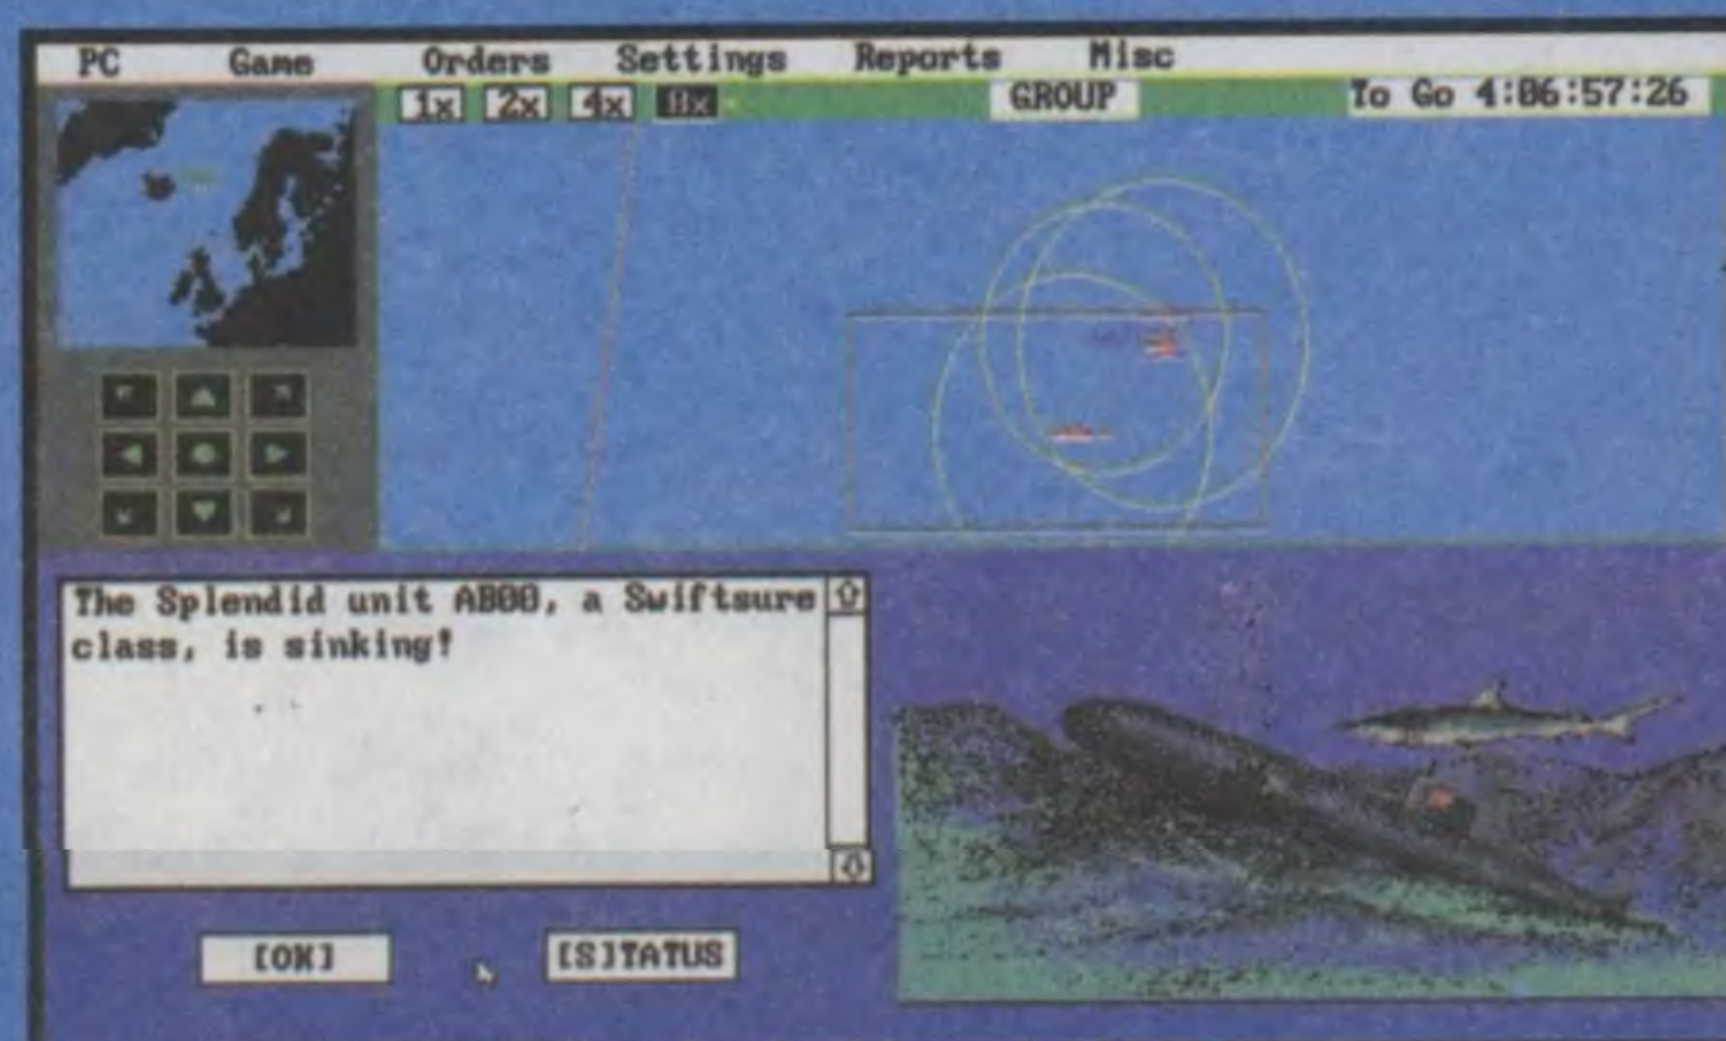 PC Game Orders Settings Reports Misc
1x 2x 4x 8x GROUP To Go 4:06:57:26
The Splendid unit AB00, a Swiftsure
class, is sinking!
[OK] [S]TATUS